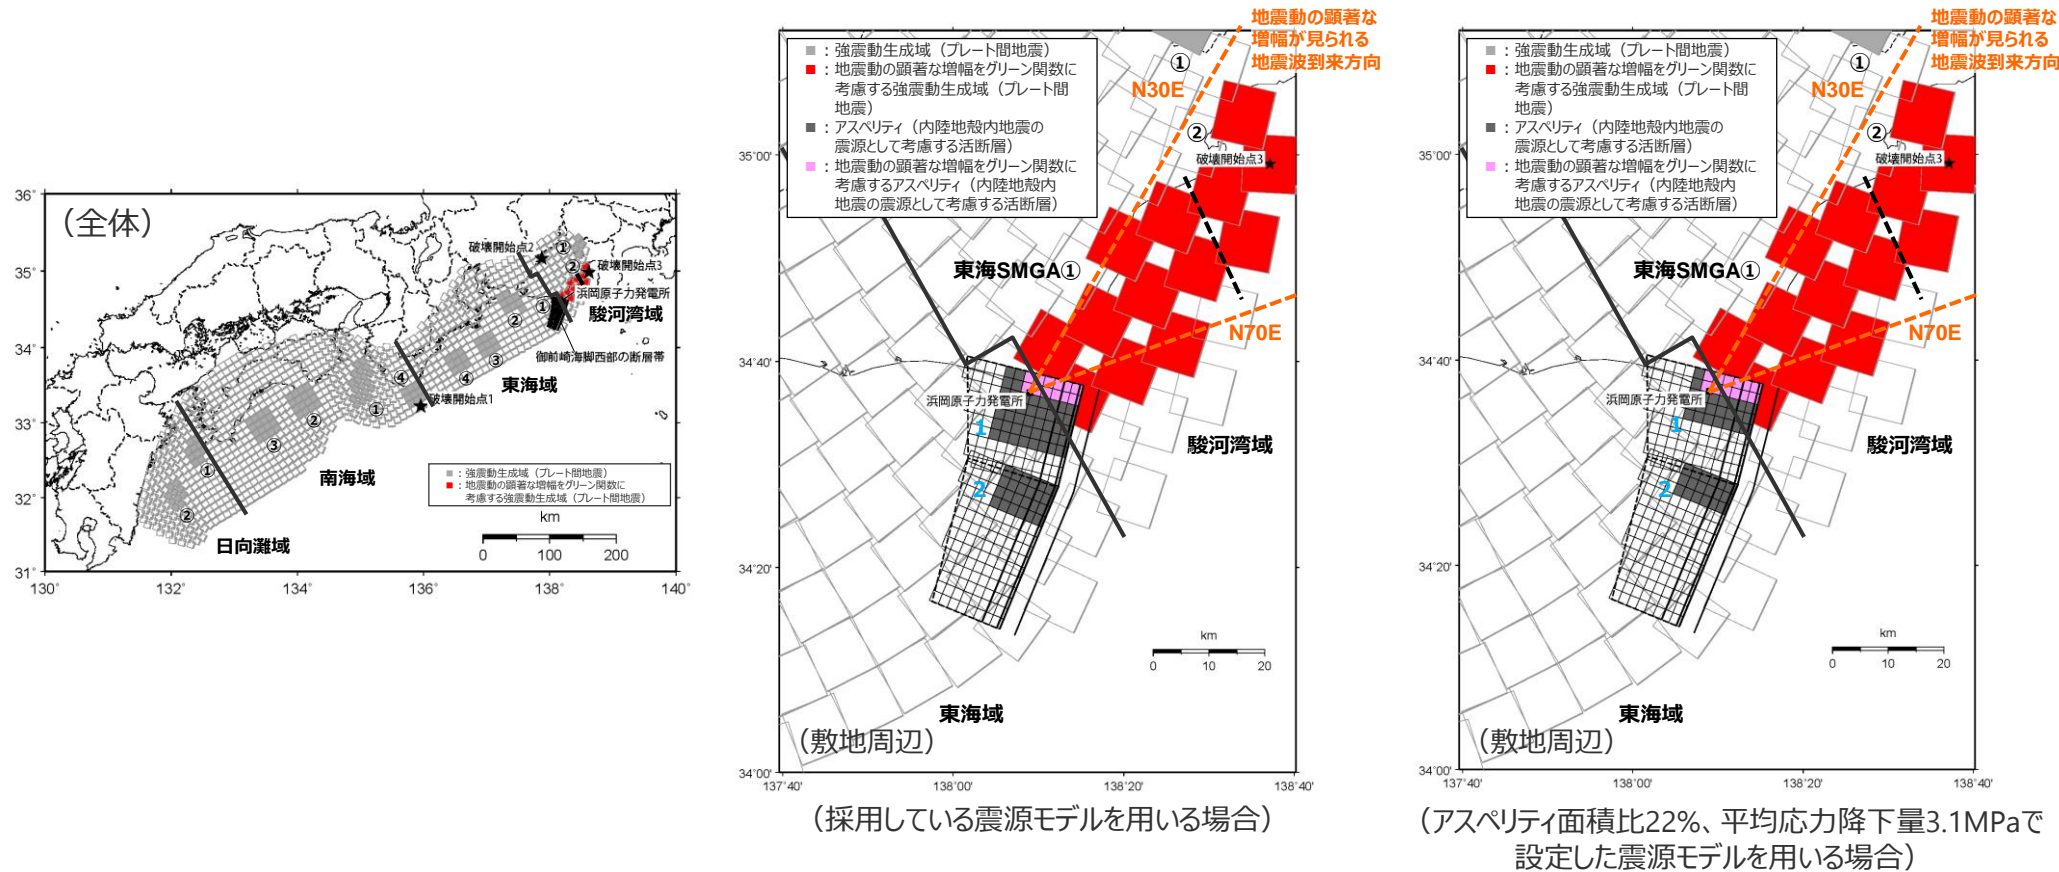 （全体）
36°
35°
34°
33°
32°
31°
130°
132°
134°
136°
138°
140°
破壊開始点2
①
②
破壊開始点3
浜岡原子力発電所
駿河湾域
①
②
御前崎海脚西部の断層帯
③
④
東海域
④
破壊開始点1
①
②
③
南海域
①
②
日向灘域
■：強震動生成域（プレート間地震）
■：地震動の顕著な増幅をグリーン関数に
考慮する強震動生成域（プレート間地震）
km
0 100 200
地震動の顕著な
増幅が見られる
地震波到来方向
■：強震動生成域（プレート間地震）
■：地震動の顕著な増幅をグリーン関数に
考慮する強震動生成域（プレート間
地震）
■：アスペリティ（内陸地殻内地震の
震源として考慮する活断層）
■：地震動の顕著な増幅をグリーン関数に
考慮するアスペリティ（内陸地殻内
地震の震源として考慮する活断層）
①
N30E
②
破壊開始点3
35°00'
東海SMGA①
N70E
34°40'
浜岡原子力発電所
1
駿河湾域
2
34°20'
km
0 10 20
東海域
（敷地周辺）
34°00'
137°40'
138°00'
138°20'
138°40'
（採用している震源モデルを用いる場合）
地震動の顕著な
増幅が見られる
地震波到来方向
■：強震動生成域（プレート間地震）
■：地震動の顕著な増幅をグリーン関数に
考慮する強震動生成域（プレート間
地震）
■：アスペリティ（内陸地殻内地震の
震源として考慮する活断層）
■：地震動の顕著な増幅をグリーン関数に
考慮するアスペリティ（内陸地殻内
地震の震源として考慮する活断層）
①
N30E
②
破壊開始点3
35°00'
東海SMGA①
N70E
34°40'
浜岡原子力発電所
1
駿河湾域
2
34°20'
km
0 10 20
東海域
（敷地周辺）
34°00'
137°40'
138°00'
138°20'
138°40'
（アスペリティ面積比22%、平均応力降下量3.1MPaで
設定した震源モデルを用いる場合）